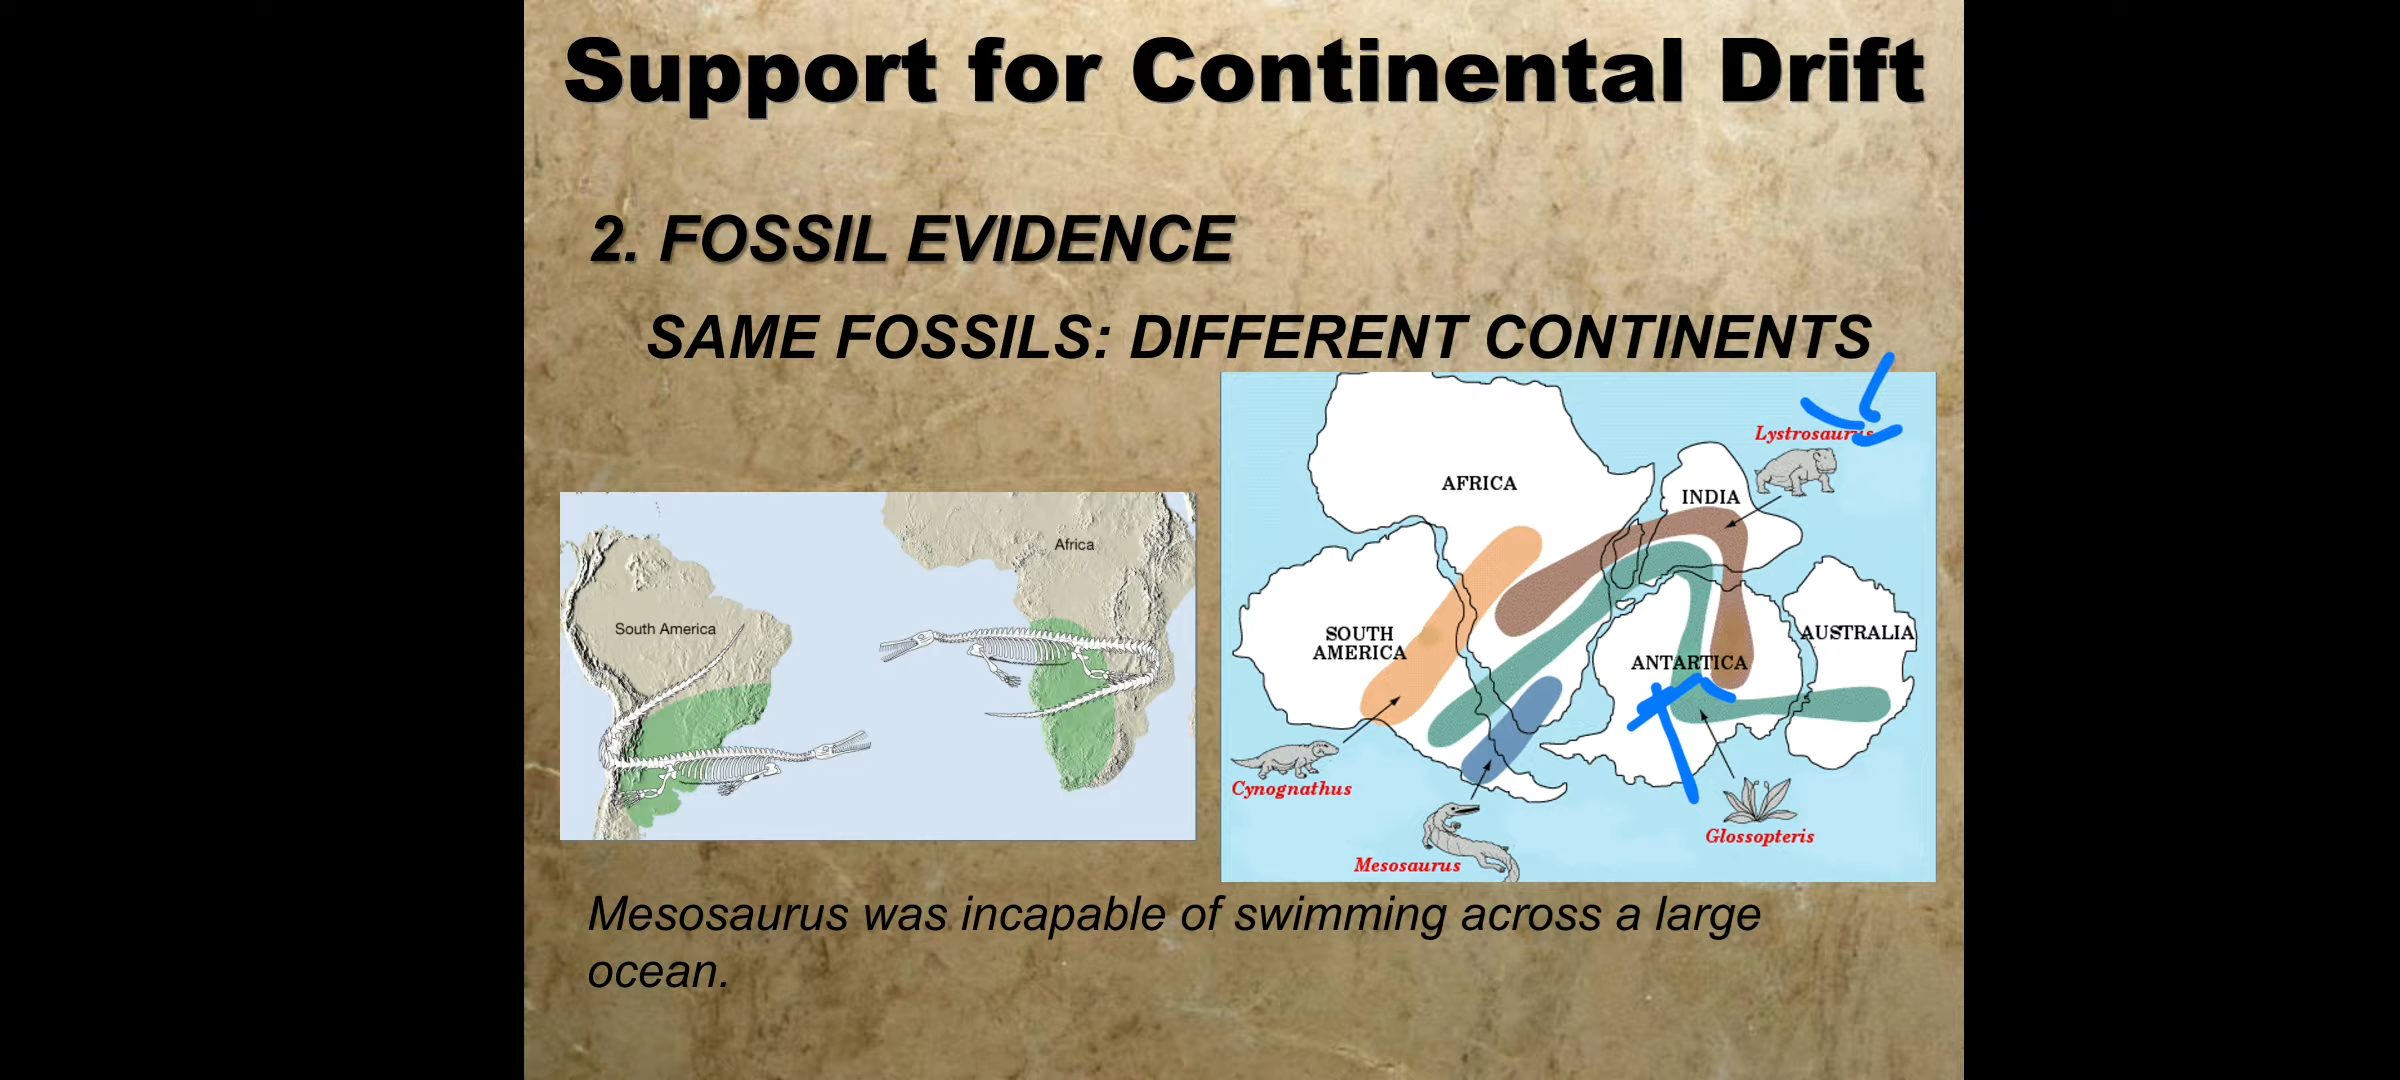 Support for Continental Drift
2. FOSSIL EVIDENCE
SAME FOSSILS: DIFFERENT CONTINENTS
South America
Africa
AFRICA
INDIA
Lystrosaurus
SOUTH
AMERICA
ANTARTICA
AUSTRALIA
Cynognathus
Mesosaurus
Glossopteris
Mesosaurus was incapable of swimming across a large
ocean.